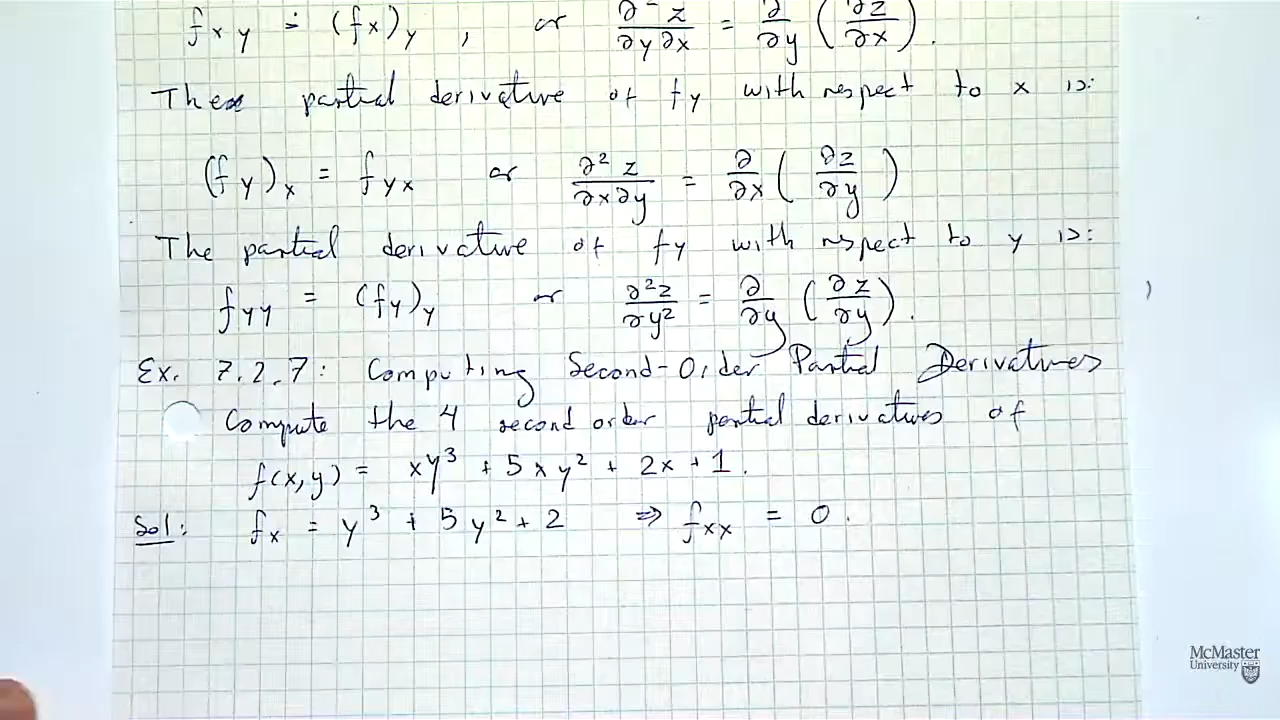 fxy = (fx)y , or ∂²z/∂y∂x = ∂/∂y (∂z/∂x).
The partial derivative of fy with respect to x is:
(fy)x = fyx or ∂²z/∂x∂y = ∂/∂x (∂z/∂y)
The partial derivative of fy with respect to y is:
fyy = (fy)y or ∂²z/∂y² = ∂/∂y (∂z/∂y).
Ex. 7.2.7: Computing Second-Order Partial Derivatives
Compute the 4 second order partial derivatives of
f(x,y) = xy³ + 5xy² + 2x + 1.
Sol: fx = y³ + 5y² + 2 ⇒ fxx = 0.
McMaster
University